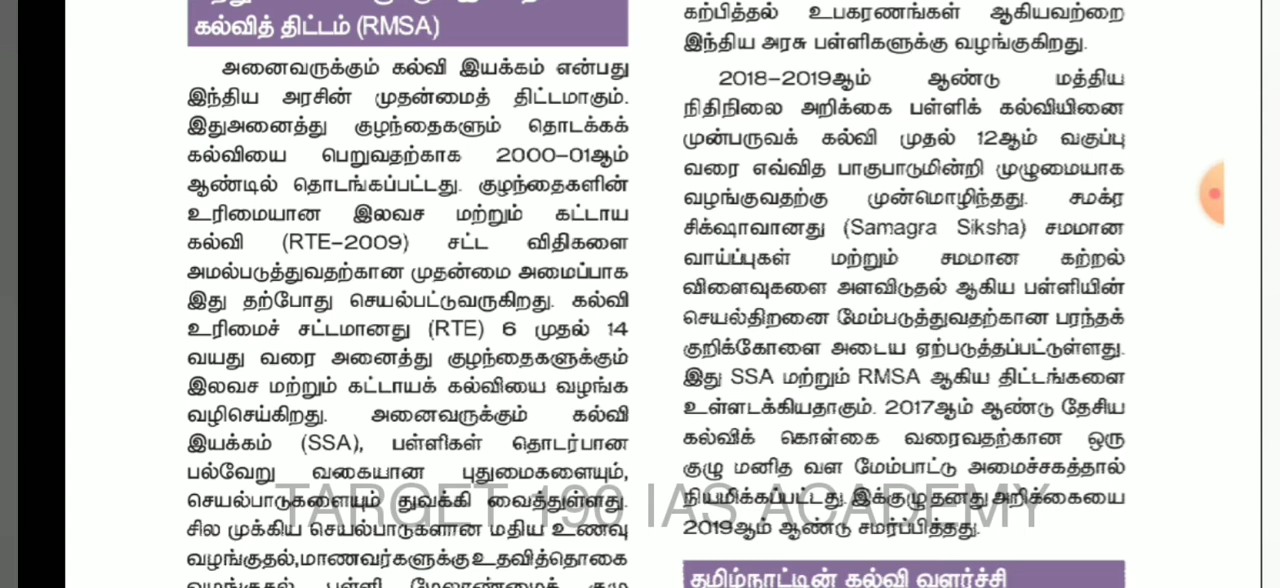 கல்வித் திட்டம் (RMSA)
அனைவருக்கும் கல்வி இயக்கம் என்பது
இந்திய அரசின் முதன்மைத் திட்டமாகும்.
இதுஅனைத்து குழந்தைகளும் தொடக்கக்
கல்வியை பெறுவதற்காக 2000–01ஆம்
ஆண்டில் தொடங்கப்பட்டது. குழந்தைகளின்
உரிமையான இலவச மற்றும் கட்டாய
கல்வி (RTE–2009) சட்ட விதிகளை
அமல்படுத்துவதற்கான முதன்மை அமைப்பாக
இது தற்போது செயல்பட்டுவருகிறது. கல்வி
உரிமைச் சட்டமானது (RTE) 6 முதல் 14
வயது வரை அனைத்து குழந்தைகளுக்கும்
இலவச மற்றும் கட்டாயக் கல்வியை வழங்க
வழிசெய்கிறது. அனைவருக்கும் கல்வி
இயக்கம் (SSA), பள்ளிகள் தொடர்பான
பல்வேறு வகையான புதுமைகளையும்,
செயல்பாடுகளையும் துவக்கி வைத்துள்ளது.
சில முக்கிய செயல்பாடுகளான மதிய உணவு
வழங்குதல்,மாணவர்களுக்கு உதவித்தொகை
கற்பித்தல் உபகரணங்கள் ஆகியவற்றை
இந்திய அரசு பள்ளிகளுக்கு வழங்குகிறது.
2018–2019ஆம் ஆண்டு மத்திய
நிதிநிலை அறிக்கை பள்ளிக் கல்வியினை
முன்பருவக் கல்வி முதல் 12ஆம் வகுப்பு
வரை எவ்வித பாகுபாடுமின்றி முழுமையாக
வழங்குவதற்கு முன்மொழிந்தது. சமக்ர
சிக்ஷாவானது (Samagra Siksha) சமமான
வாய்ப்புகள் மற்றும் சமமான கற்றல்
விளைவுகளை அளவிடுதல் ஆகிய பள்ளியின்
செயல்திறனை மேம்படுத்துவதற்கான பரந்தக்
குறிக்கோளை அடைய ஏற்படுத்தப்பட்டுள்ளது.
இது SSA மற்றும் RMSA ஆகிய திட்டங்களை
உள்ளடக்கியதாகும். 2017ஆம் ஆண்டு தேசிய
கல்விக் கொள்கை வரைவதற்கான ஒரு
குழு மனித வள மேம்பாட்டு அமைச்சகத்தால்
நியமிக்கப்பட்டது. இக்குழு தனது அறிக்கையை
2019ஆம் ஆண்டு சமர்ப்பித்தது.
தமிழ்நாட்டின் கல்வி வளர்ச்சி
TARGET 190 IAS ACADEMY